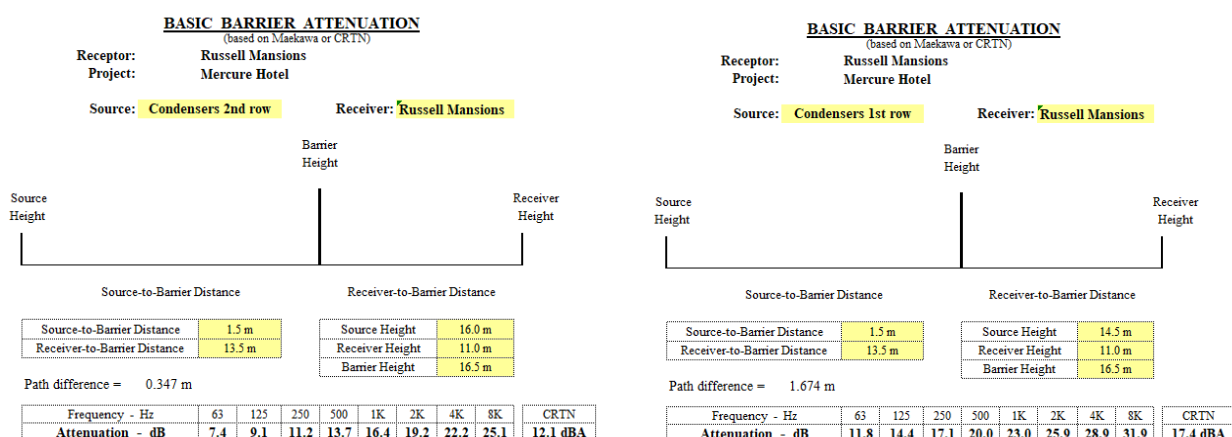 BASIC BARRIER ATTENUATION
(based on Maekawa or CRTN)
Receptor: Russell Mansions
Project: Mercure Hotel
Source: Condensers 2nd row Receiver: Russell Mansions
Barrier
Height
Source Receiver
Height Height
Source-to-Barrier Distance Receiver-to-Barrier Distance
Source-to-Barrier Distance 1.5 m Source Height 16.0 m
Receiver-to-Barrier Distance 13.5 m Receiver Height 11.0 m
Barrier Height 16.5 m
Path difference = 0.347 m
Frequency - Hz 63 125 250 500 1K 2K 4K 8K CRTN
Attenuation - dB 7.4 9.1 11.2 13.7 16.4 19.2 22.2 25.1 12.1 dBA
BASIC BARRIER ATTENUATION
(based on Maekawa or CRTN)
Receptor: Russell Mansions
Project: Mercure Hotel
Source: Condensers 1st row Receiver: Russell Mansions
Barrier
Height
Source Receiver
Height Height
Source-to-Barrier Distance Receiver-to-Barrier Distance
Source-to-Barrier Distance 1.5 m Source Height 14.5 m
Receiver-to-Barrier Distance 13.5 m Receiver Height 11.0 m
Barrier Height 16.5 m
Path difference = 1.674 m
Frequency - Hz 63 125 250 500 1K 2K 4K 8K CRTN
Attenuation - dB 11.8 14.4 17.1 20.0 23.0 25.9 28.9 31.9 17.4 dBA